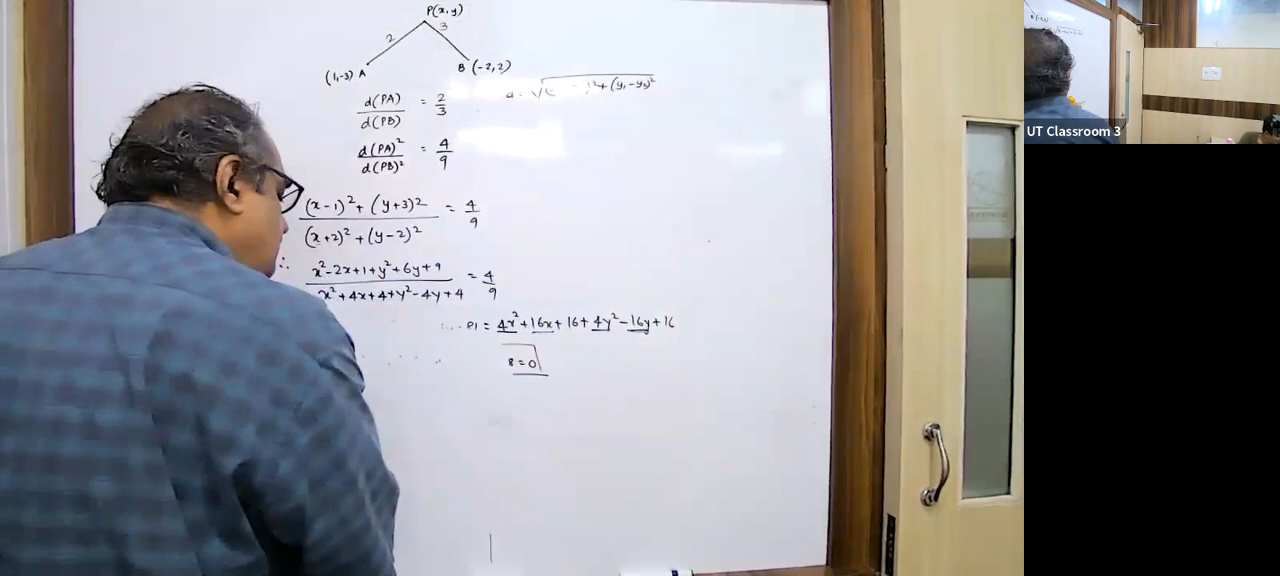 P(x,y)
2 3
(1,-3) A B (-2,2)
d(PA) / d(PB) = 2/3
(y₁-y₂)²
d(PA)² / d(PB)² = 4/9
(x-1)² + (y+3)² / (x+2)² + (y-2)² = 4/9
∴ x²-2x+1+y²+6y+9 / x²+4x+4+y²-4y+4 = 4/9
= 4x²+16x+16+4y²-16y+16
8=0
UT Classroom 3